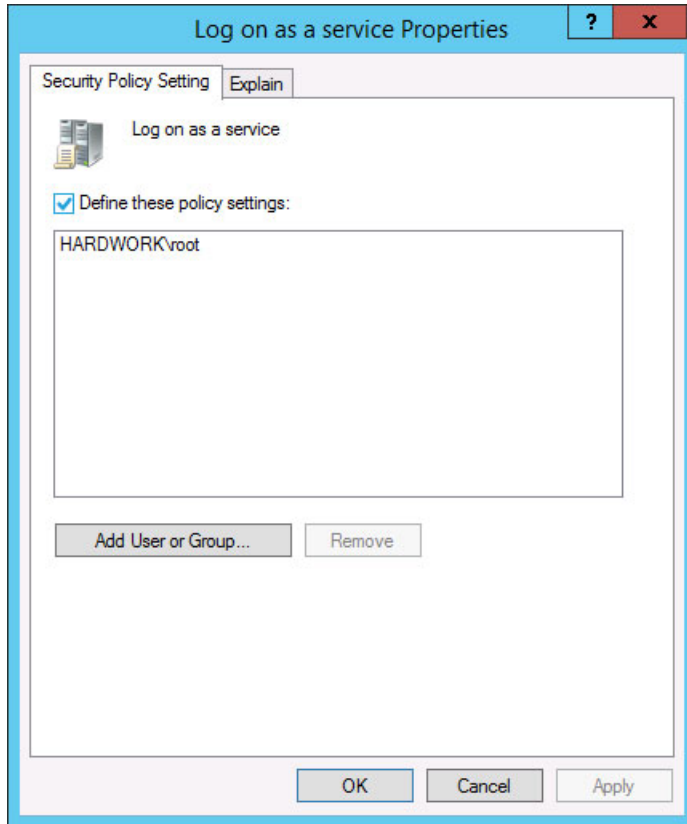 Log on as a service Properties
? x
Security Policy Setting Explain
Log on as a service
Define these policy settings:
HARDWORK\root
Add User or Group... Remove
OK Cancel Apply